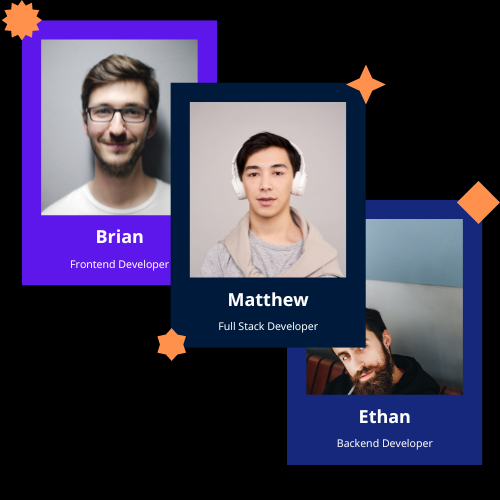 Brian
Frontend Developer
Matthew
Full Stack Developer
Ethan
Backend Developer